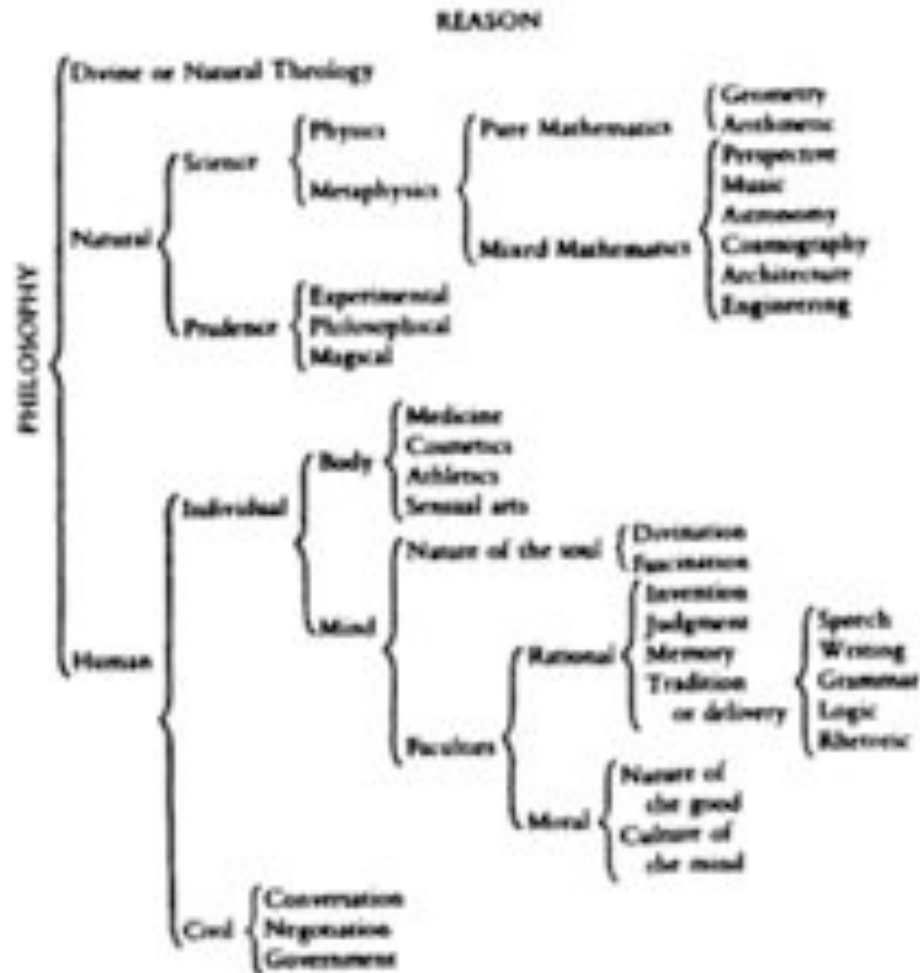 REASON
Divine or Natural Theology
Geometry
Physics
Pure Mathematics
Arithmetic
Science
Perspective
Metaphysics
Music
Astronomy
Natural
Mixed Mathematics
Cosmography
Architecture
Experimental
Engineering
Prudence
Philosophical
Magical
PHILOSOPHY
Medicine
Body
Cosmetics
Athletics
Individual
Sensual arts
Nature of the soul
Divination
Fascination
Invention
Mind
Judgment
Speech
Human
Rational
Memory
Writing
Tradition
Grammar
or delivery
Logic
Faculties
Rhetoric
Nature of
the good
Moral
Culture of
the mind
Conversation
Civil
Negotiation
Government